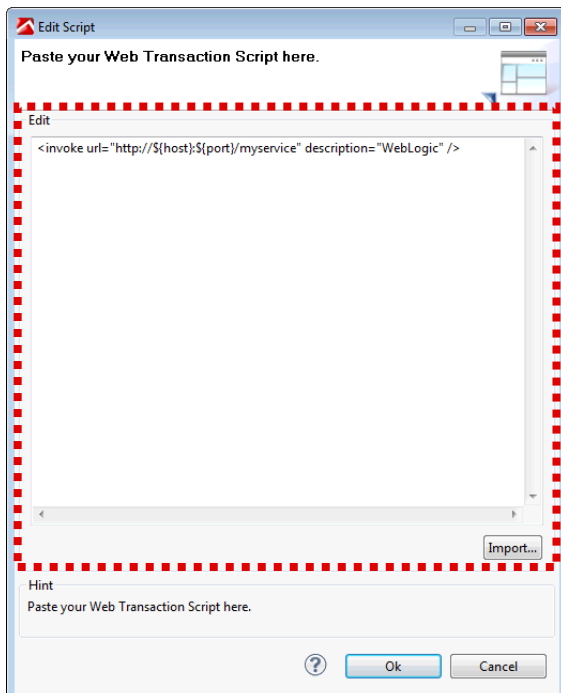 Edit Script
Paste your Web Transaction Script here.
Edit
<invoke url="http://${host}:${port}/myservice" description="WebLogic" />
Import...
Hint
Paste your Web Transaction Script here.
?
Ok
Cancel